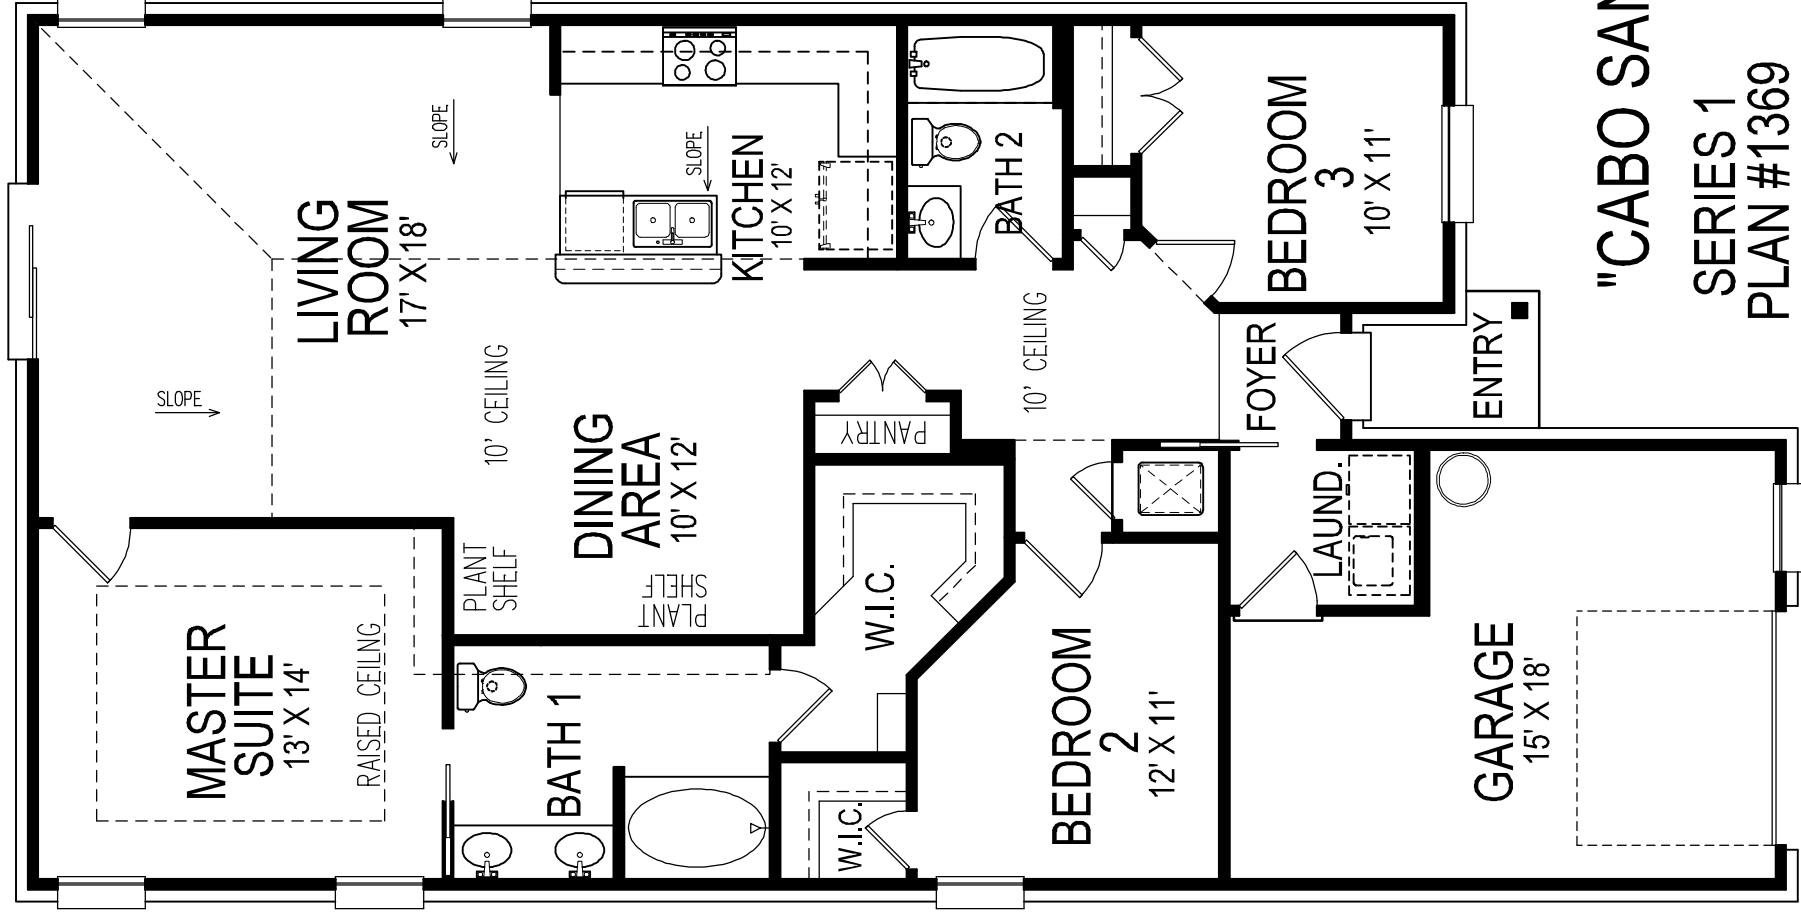 "CABO SAN
SERIES 1
PLAN #1369
LIVING
ROOM
17' X 18'
SLOPE
SLOPE
SLOPE
KITCHEN
10' X 12'
BATH 2
BEDROOM
3
10' X 11'
10' CEILING
10' CEILING
DINING
AREA
10' X 12'
PANTRY
FOYER
ENTRY
LAUND.
PLANT
SHELF
PLANT
SHELF
MASTER
SUITE
13' X 14'
RAISED CEILNG
BATH 1
W.I.C.
W.I.C.
BEDROOM
2
12' X 11'
GARAGE
15' X 18'